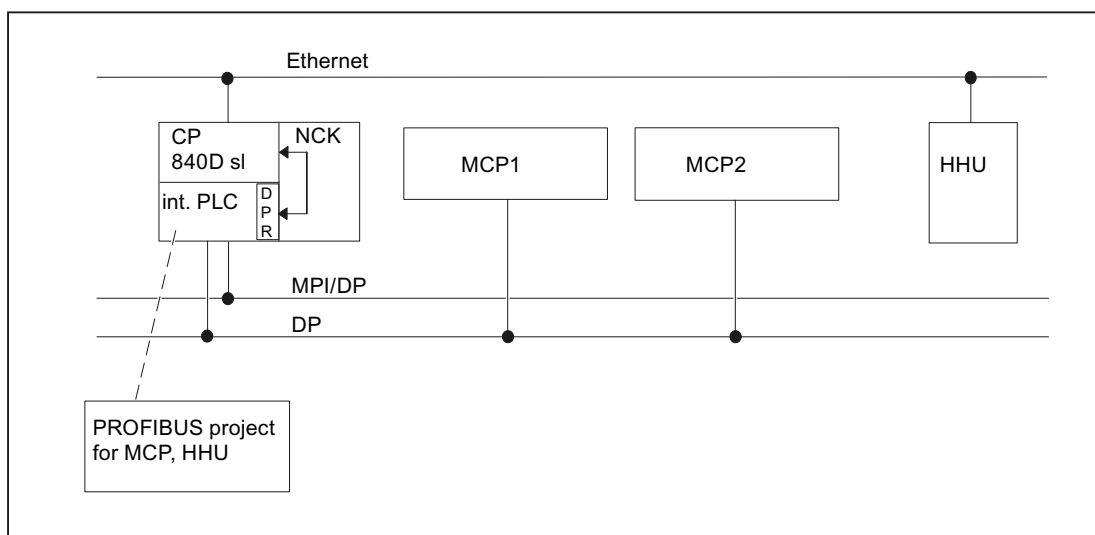 Ethernet
CP
840D sl
NCK
int. PLC
D
P
R
MCP1
MCP2
HHU
MPI/DP
DP
PROFIBUS project
for MCP, HHU